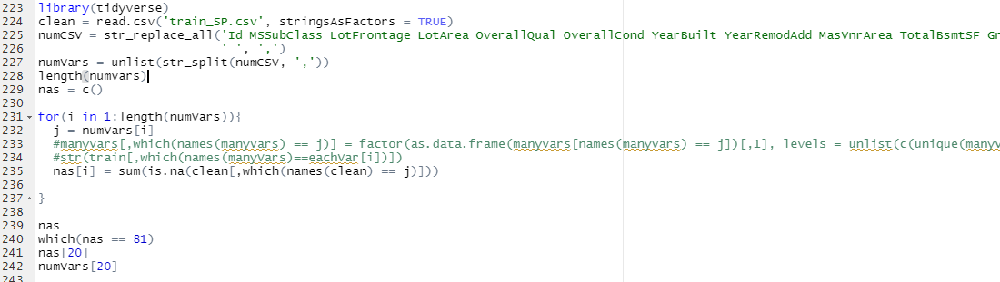 223 library(tidyverse)
224 clean = read.csv('train_SP.csv', stringsAsFactors = TRUE)
225 numCSV = str_replace_all('Id MSSubClass LotFrontage LotArea OverallQual OverallCond YearBuilt YearRemodAdd MasVnrArea TotalBsmtSF Gr
226 ' ', ',')
227 numVars = unlist(str_split(numCSV, ','))
228 length(numVars)
229 nas = c()
230
231 for(i in 1:length(numVars)){
232 j = numVars[i]
233 #manyVars[,which(names(manyVars) == j)] = factor(as.data.frame(manyVars[names(manyVars) == j])[,1], levels = unlist(c(unique(manyV
234 #str(train[,which(names(manyVars)==eachVar[i])])
235 nas[i] = sum(is.na(clean[,which(names(clean) == j)]))
236
237 }
238
239 nas
240 which(nas == 81)
241 nas[20]
242 numVars[20]
243